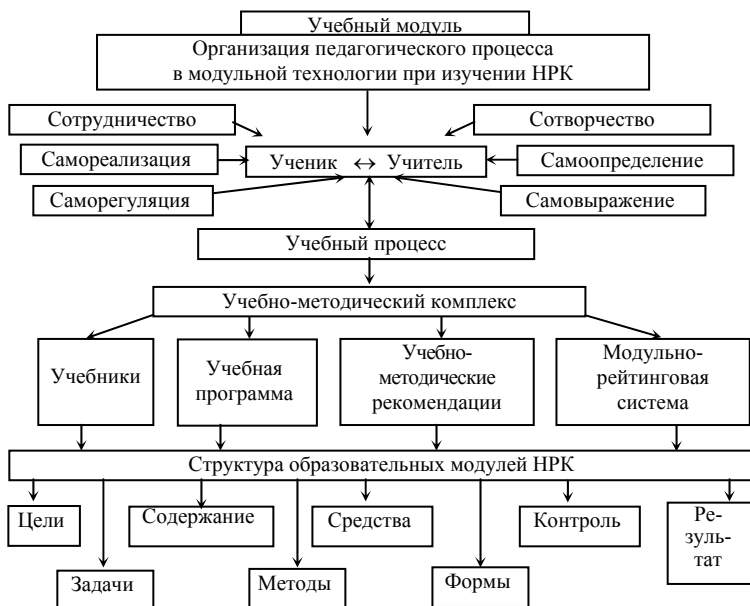 Учебный модуль
Организация педагогического процесса
в модульной технологии при изучении НРК
Сотрудничество
Сотворчество
Самореализация
Ученик ↔ Учитель
Самоопределение
Саморегуляция
Самовыражение
Учебный процесс
Учебно-методический комплекс
Учебники
Учебная
программа
Учебно-
методические
рекомендации
Модульно-
рейтинговая
система
Структура образовательных модулей НРК
Цели
Содержание
Средства
Контроль
Ре-
зуль-
тат
Задачи
Методы
Формы